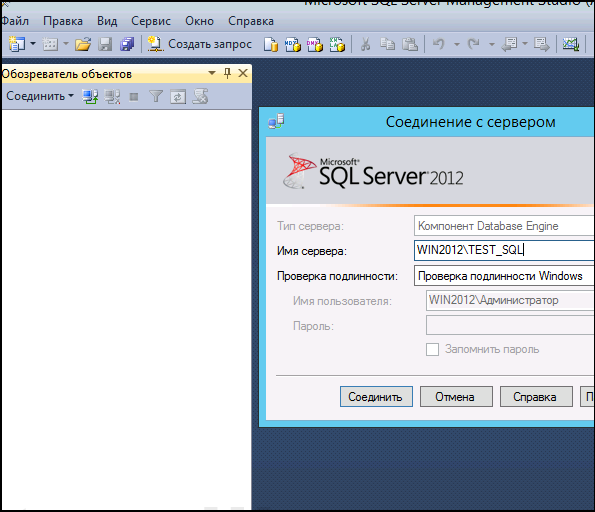 Microsoft SQL Server Management Studio
Файл Правка Вид Сервис Окно Справка
Создать запрос
Обозреватель объектов
Соединить
Соединение с сервером
Microsoft
SQL Server 2012
Тип сервера: Компонент Database Engine
Имя сервера: WIN2012\TEST_SQL
Проверка подлинности: Проверка подлинности Windows
Имя пользователя: WIN2012\Администратор
Пароль:
Запомнить пароль
Соединить Отмена Справка